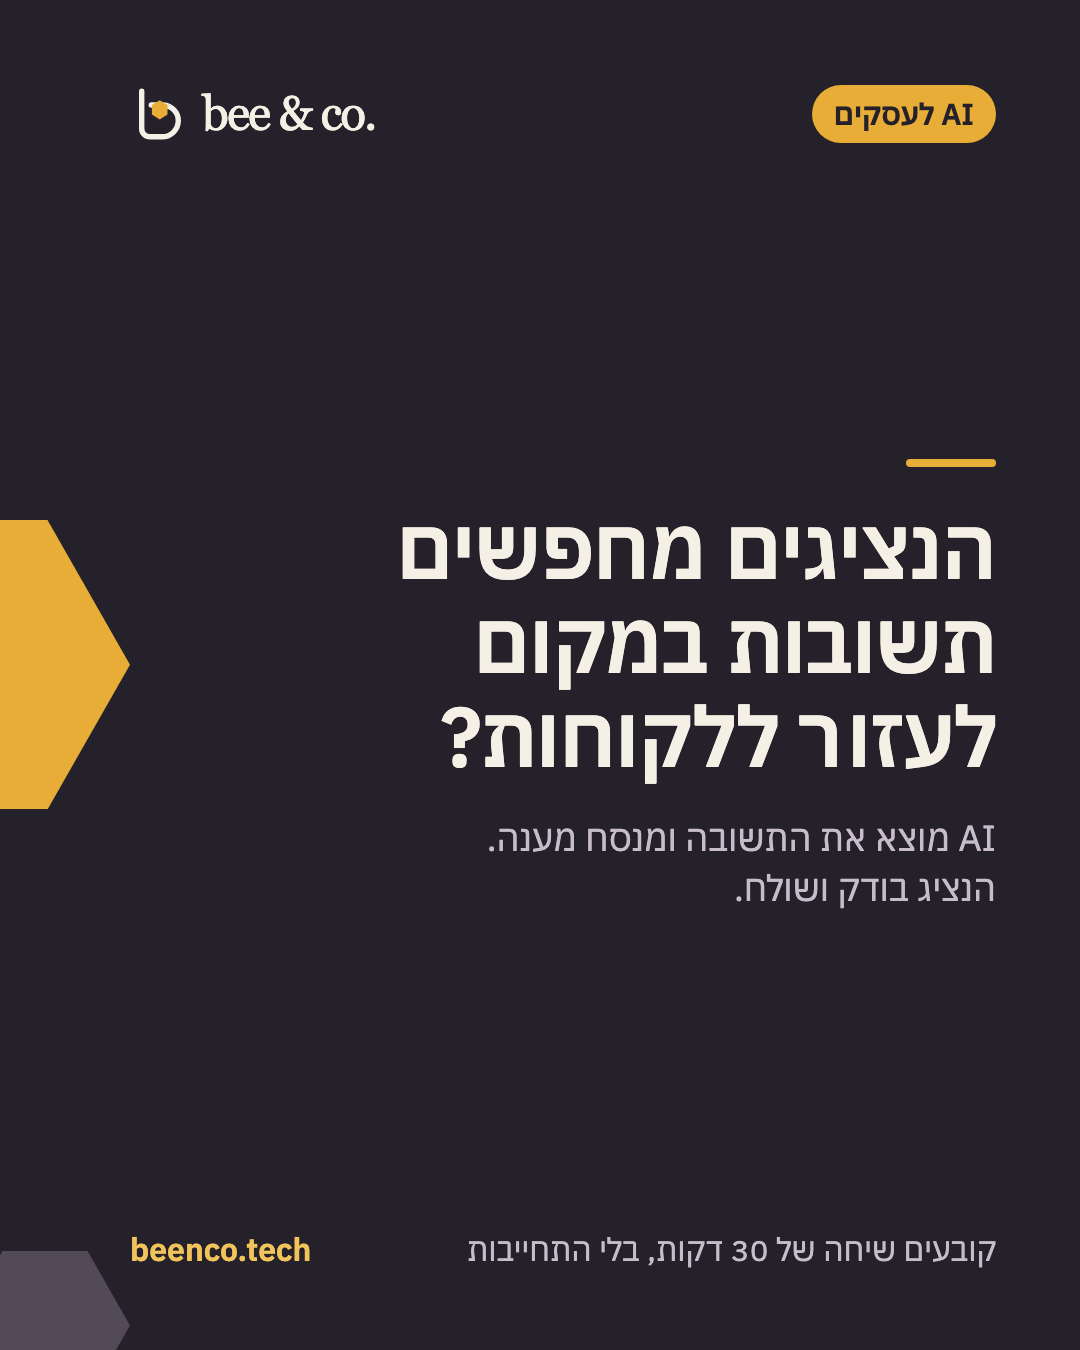 AI לעסקים
bee & co.
הנציגים מחפשים
תשובות במקום
לעזור ללקוחות?
AI מוצא את התשובה ומנסח מענה.
הנציג בודק ושולח.
קובעים שיחה של 30 דקות, בלי התחייבות
beenco.tech